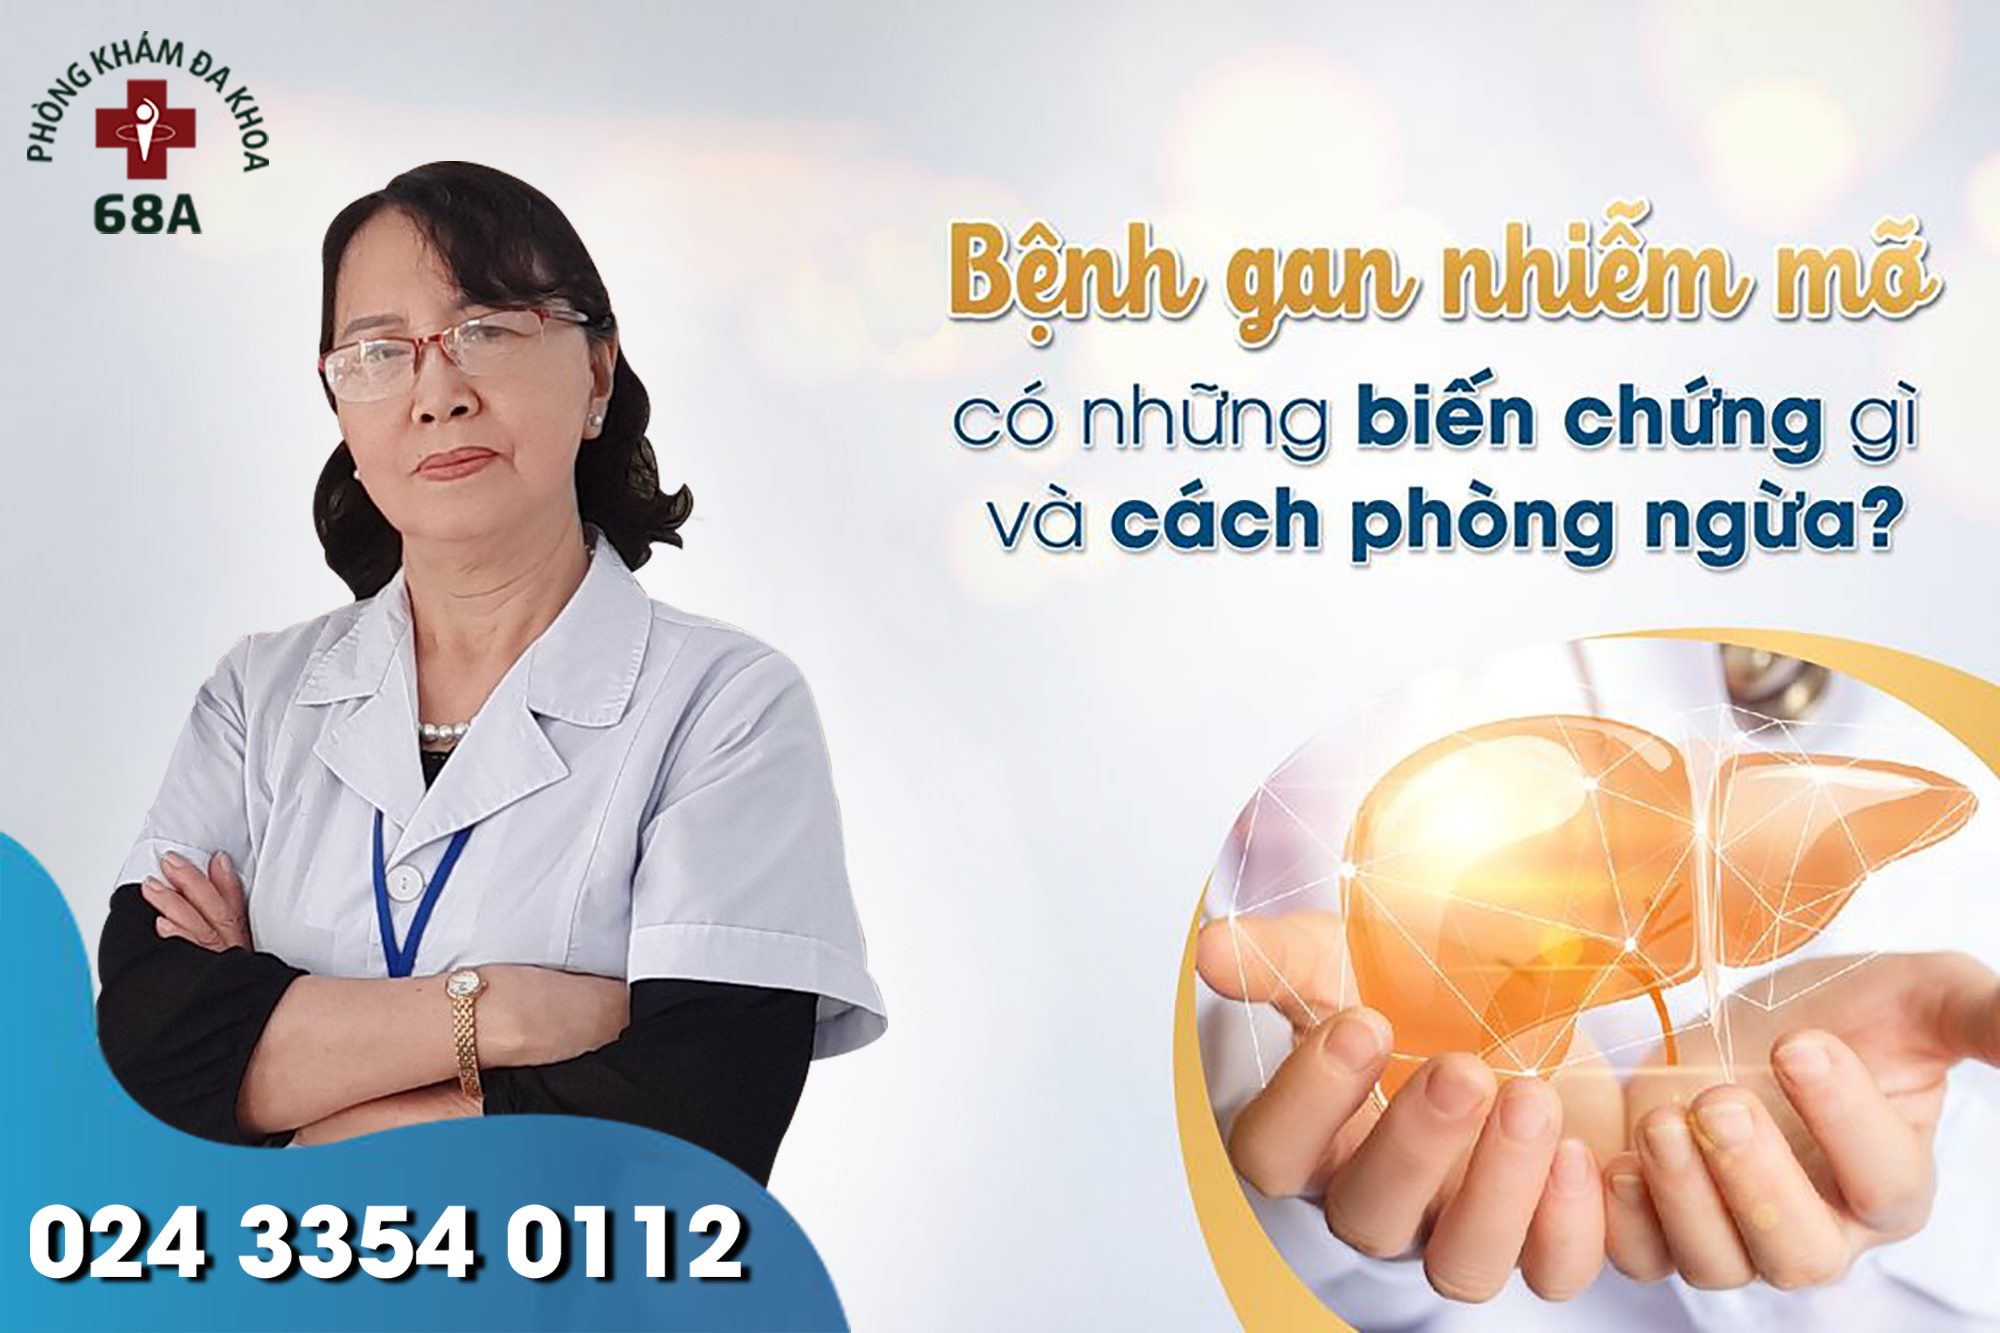 PHÒNG KHÁM ĐA KHOA
68A
Bệnh gan nhiễm mỡ
có những biến chứng gì
và cách phòng ngừa?
024 3354 0112